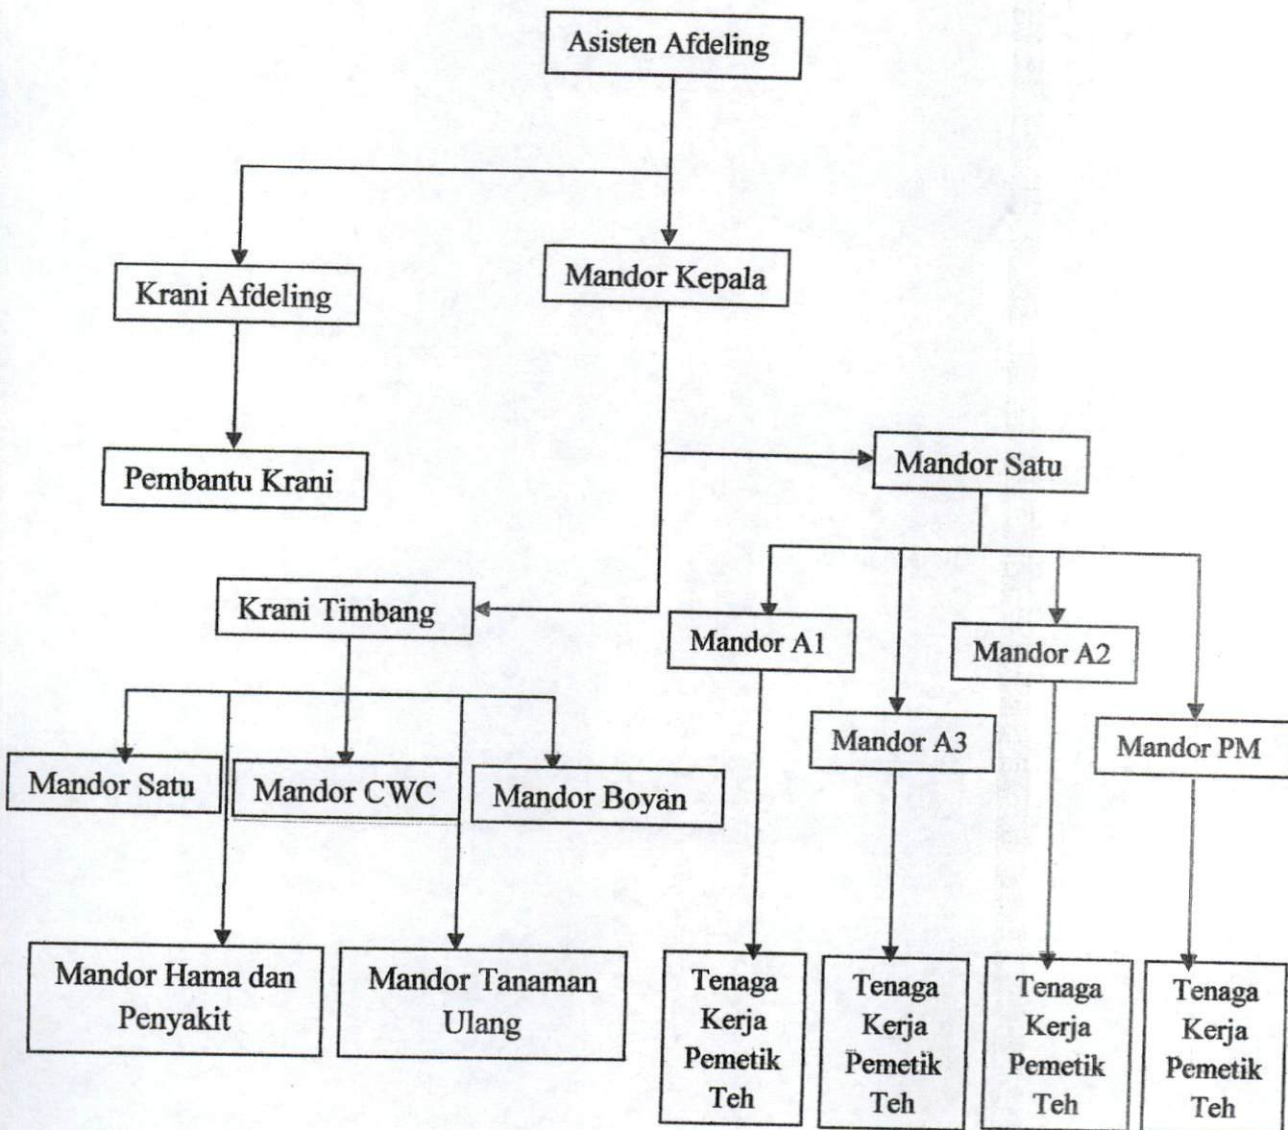 Asisten Afdeling
Krani Afdeling
Mandor Kepala
Pembantu Krani
Mandor Satu
Krani Timbang
Mandor A1
Mandor A2
Mandor A3
Mandor PM
Mandor Satu
Mandor CWC
Mandor Boyan
Mandor Hama dan
Penyakit
Mandor Tanaman
Ulang
Tenaga
Kerja
Pemetik
Teh
Tenaga
Kerja
Pemetik
Teh
Tenaga
Kerja
Pemetik
Teh
Tenaga
Kerja
Pemetik
Teh